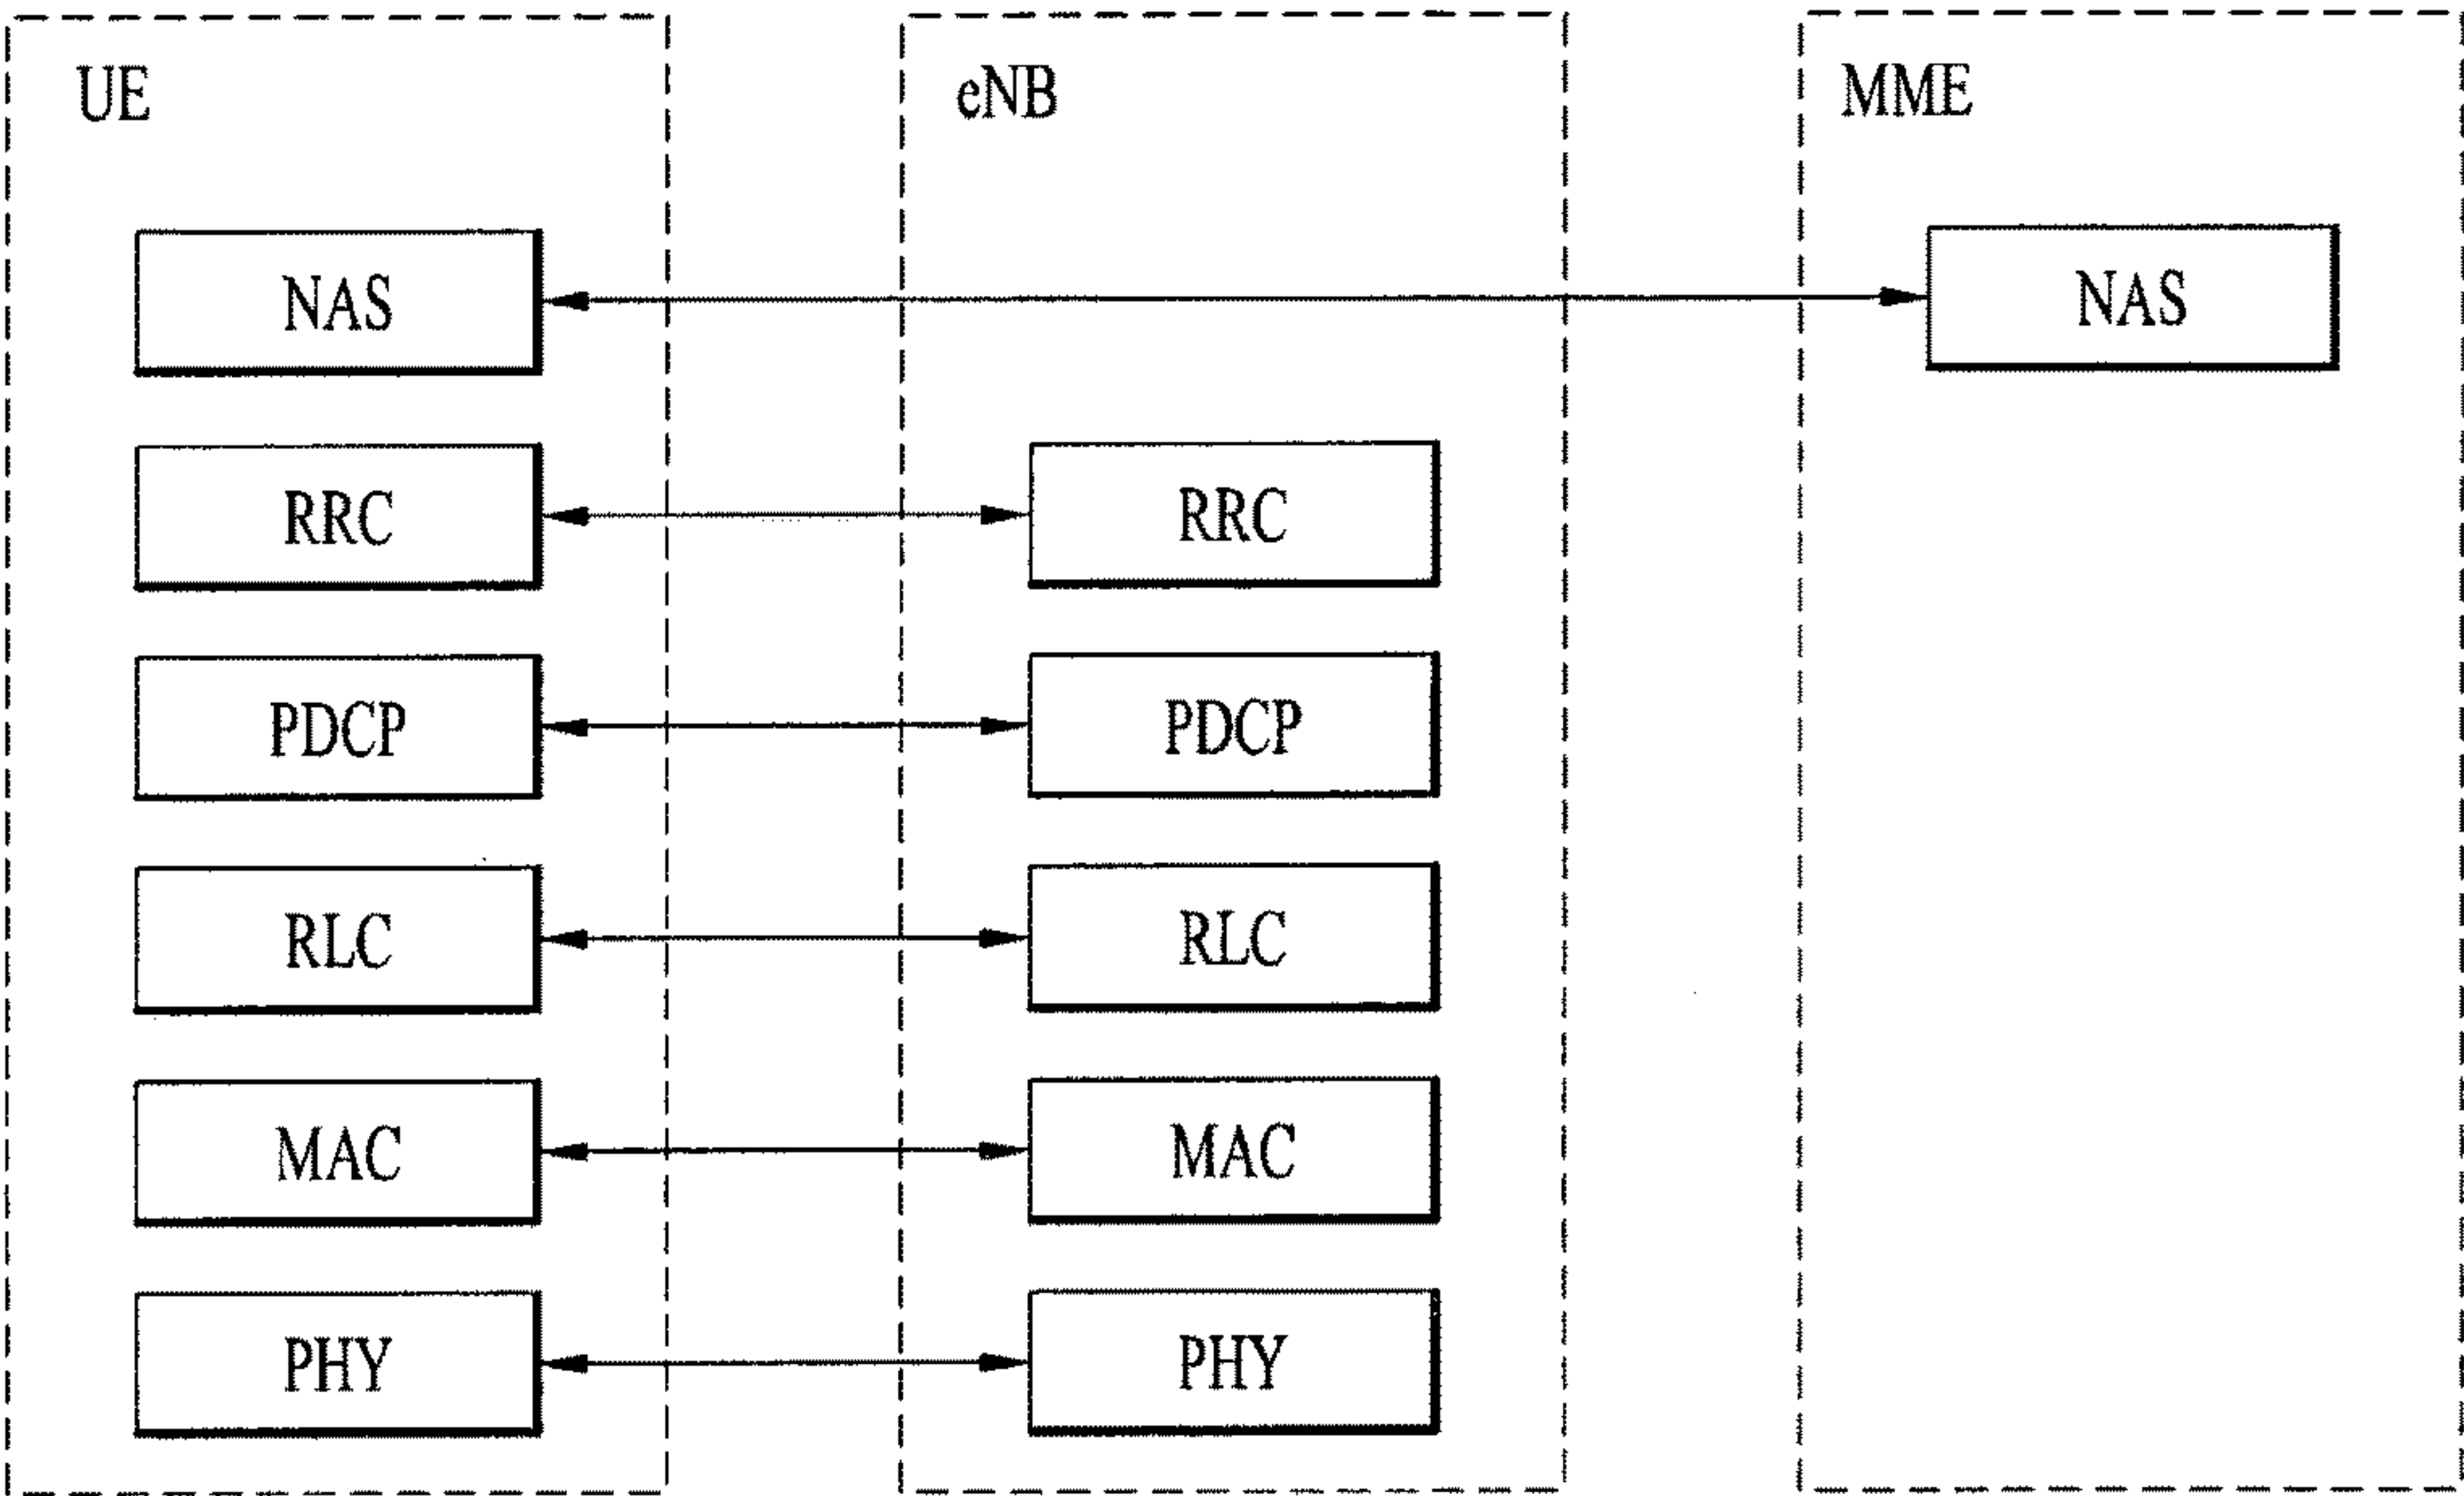 UE
eNB
MME
NAS
NAS
RRC
RRC
PDCP
PDCP
RLC
RLC
MAC
MAC
PHY
PHY